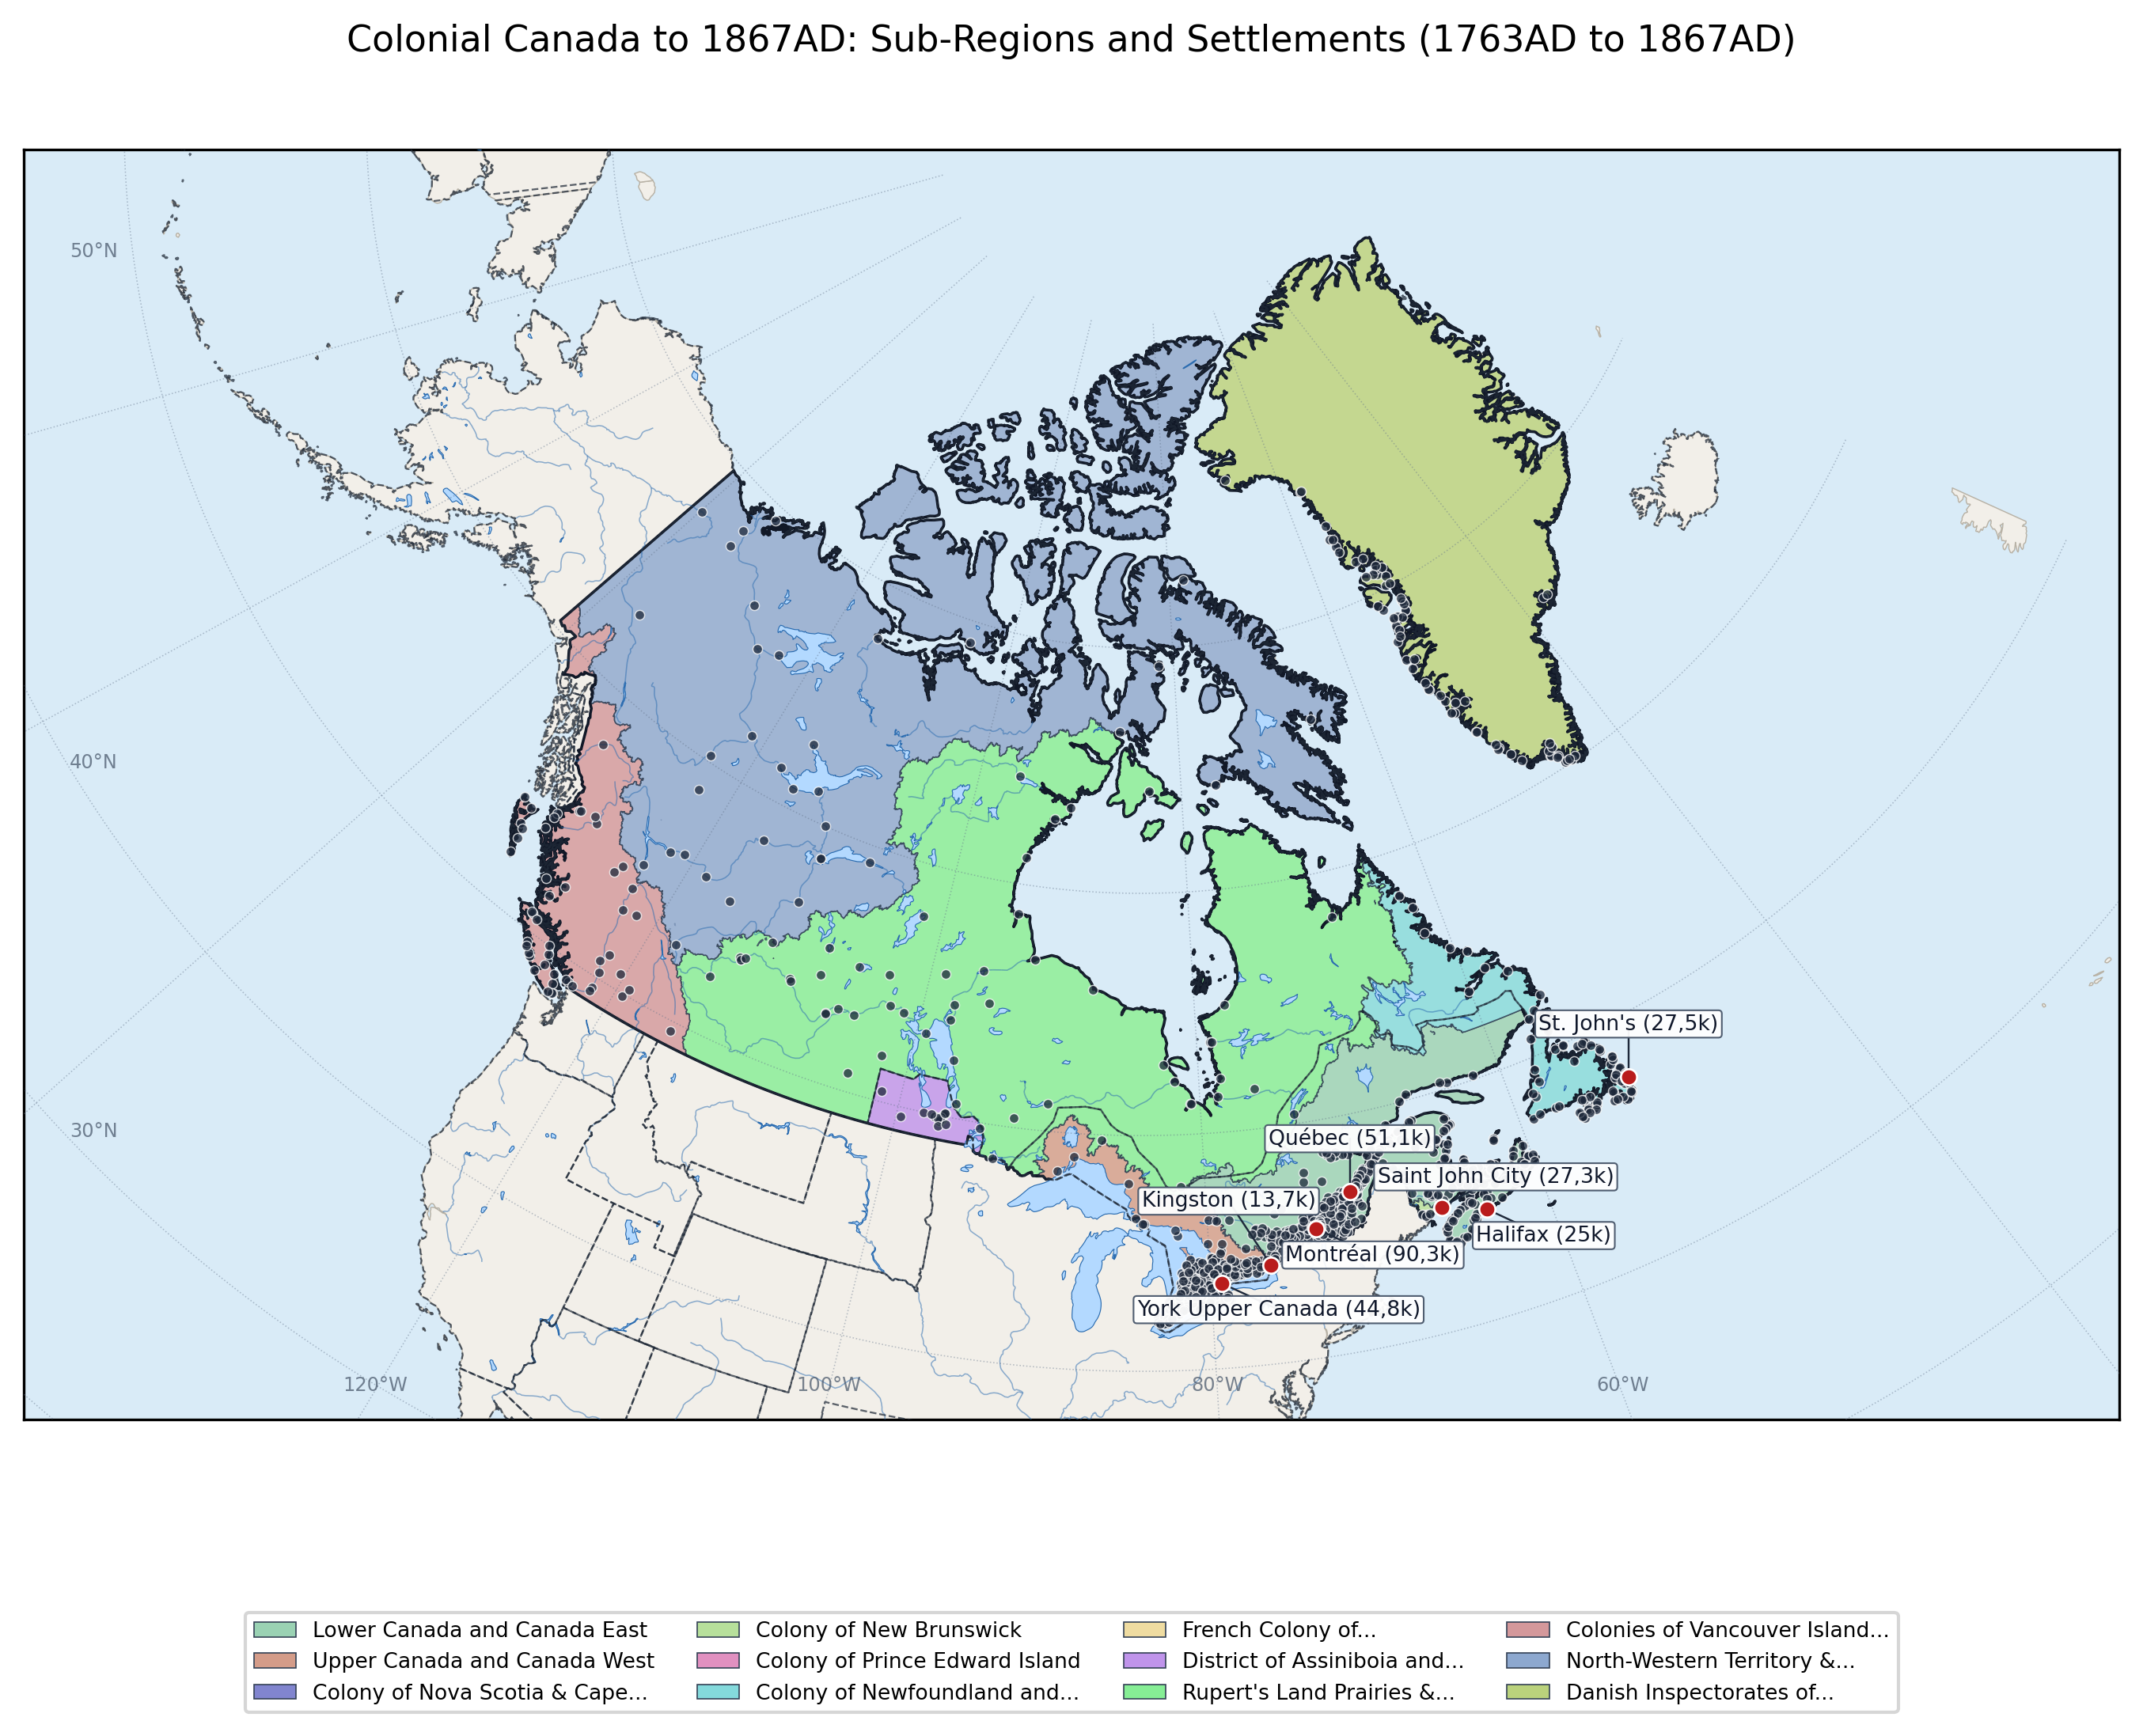 Colonial Canada to 1867AD: Sub-Regions and Settlements (1763AD to 1867AD)
50°N
40°N
30°N
120°W
100°W
80°W
60°W
St. John's (27,5k)
Québec (51,1k)
Saint John City (27,3k)
Kingston (13,7k)
Halifax (25k)
Montréal (90,3k)
York Upper Canada (44,8k)
Lower Canada and Canada East
Upper Canada and Canada West
Colony of Nova Scotia & Cape...
Colony of New Brunswick
Colony of Prince Edward Island
Colony of Newfoundland and...
French Colony of...
District of Assiniboia and...
Rupert's Land Prairies &...
Colonies of Vancouver Island...
North-Western Territory &...
Danish Inspectorates of...